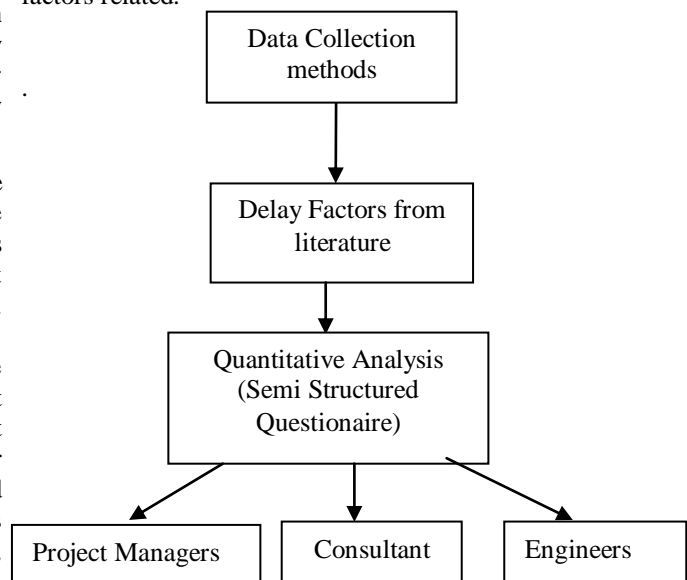 factors related.
.
Data Collection
methods
Delay Factors from
literature
Quantitative Analysis
(Semi Structured
Questionaire)
Project Managers
Consultant
Engineers